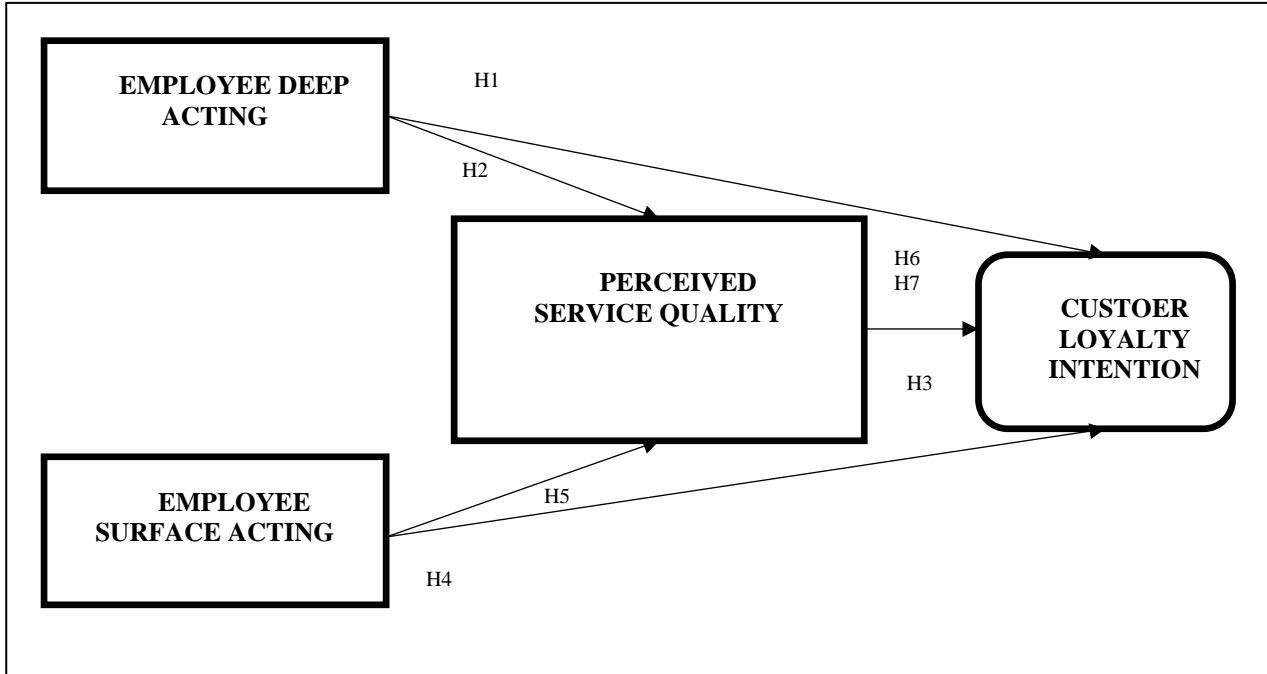 EMPLOYEE DEEP
ACTING
H1
H2
PERCEIVED
SERVICE QUALITY
H6
H7
CUSTOER
LOYALTY
INTENTION
H3
EMPLOYEE
SURFACE ACTING
H5
H4